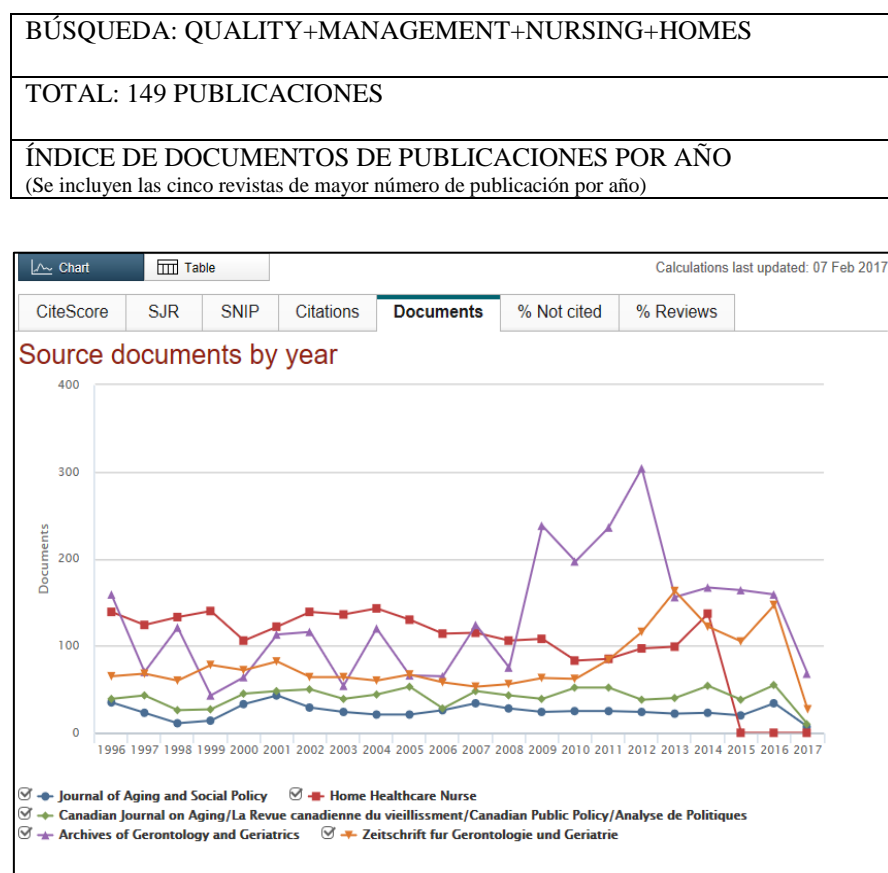 BÚSQUEDA: QUALITY+MANAGEMENT+NURSING+HOMES
TOTAL: 149 PUBLICACIONES
ÍNDICE DE DOCUMENTOS DE PUBLICACIONES POR AÑO
(Se incluyen las cinco revistas de mayor número de publicación por año)
Chart Table Calculations last updated: 07 Feb 2017
CiteScore SJR SNIP Citations Documents % Not cited % Reviews
Source documents by year
400
300
200
100
0
Documents
1996 1997 1998 1999 2000 2001 2002 2003 2004 2005 2006 2007 2008 2009 2010 2011 2012 2013 2014 2015 2016 2017
Journal of Aging and Social Policy Home Healthcare Nurse
Canadian Journal on Aging/La Revue canadienne du vieillissment/Canadian Public Policy/Analyse de Politiques
Archives of Gerontology and Geriatrics Zeitschrift fur Gerontologie und Geriatrie